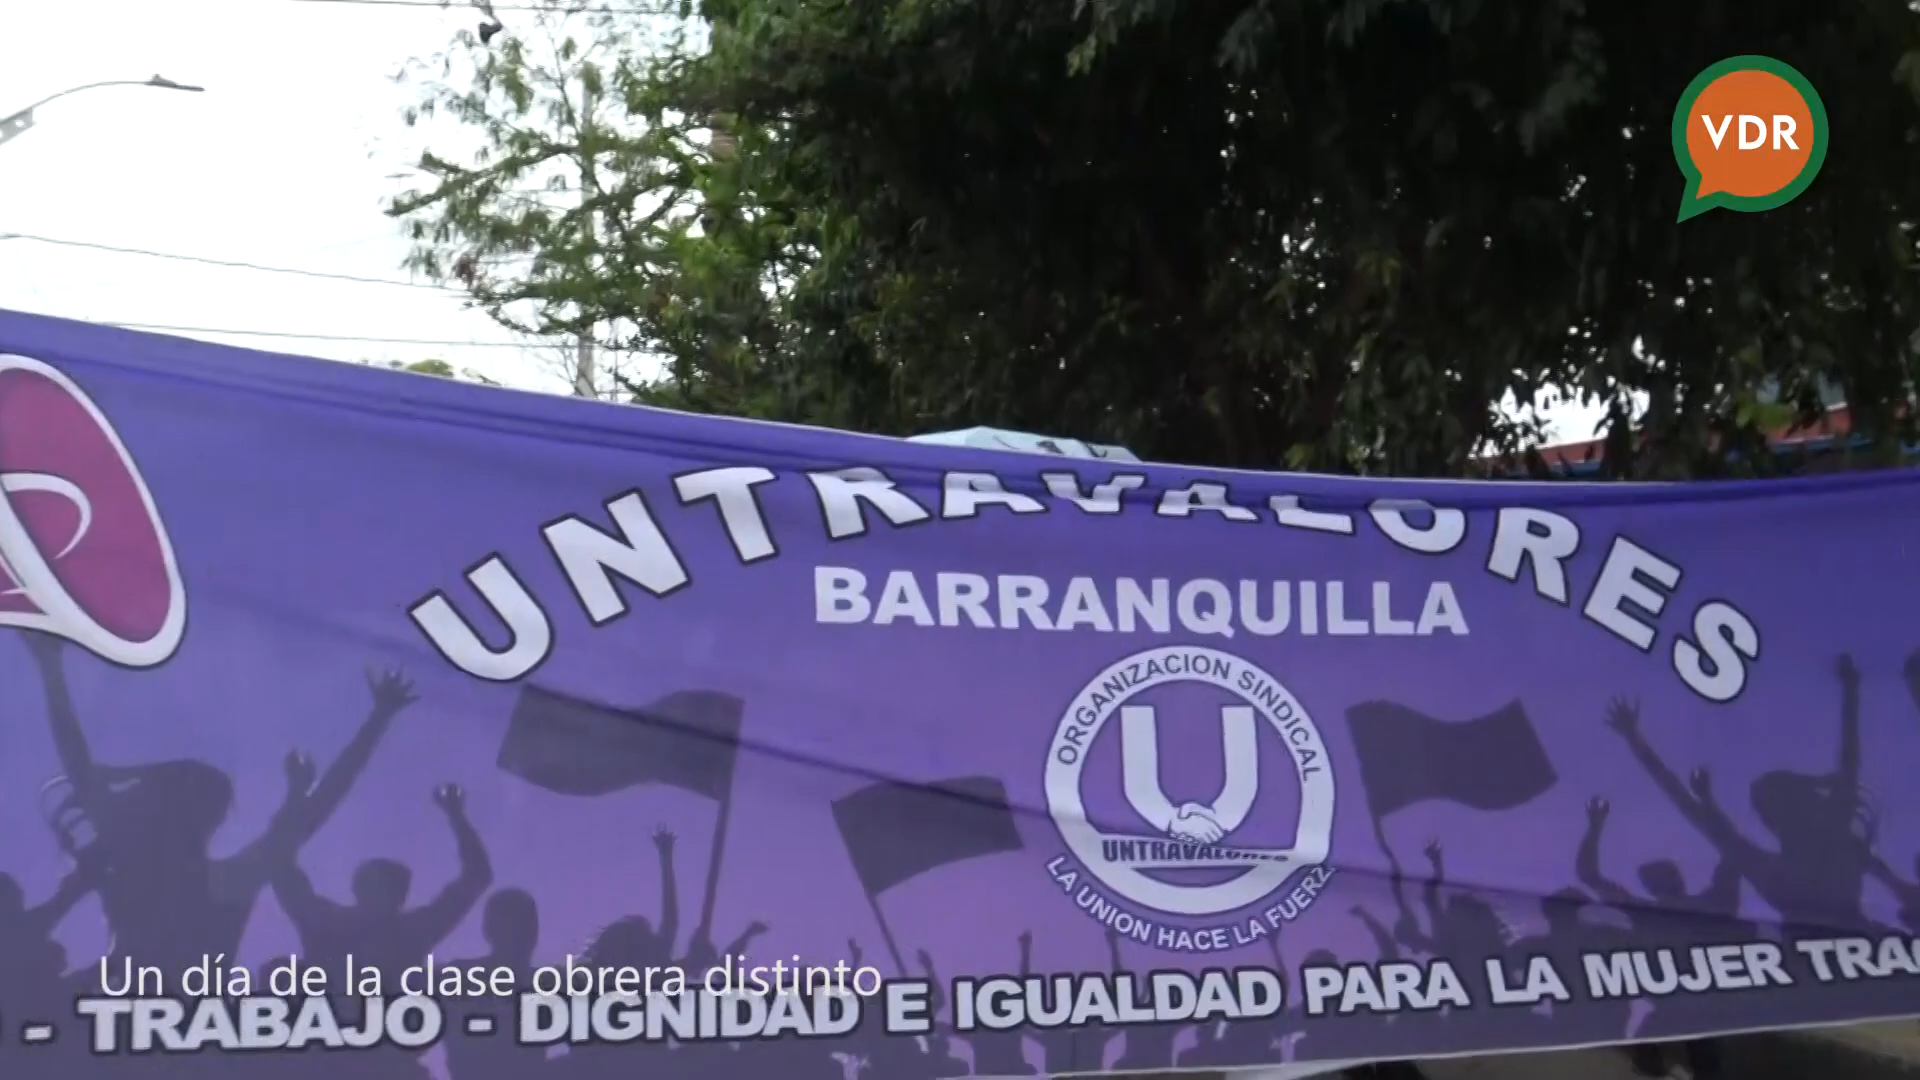 VDR
UNTRAVALORES
BARRANQUILLA
ORGANIZACION SINDICAL
UNTRAVALORES
LA UNION HACE LA FUERZ
Un día de la clase obrera distinto
- TRABAJO - DIGNIDAD E IGUALDAD PARA LA MUJER